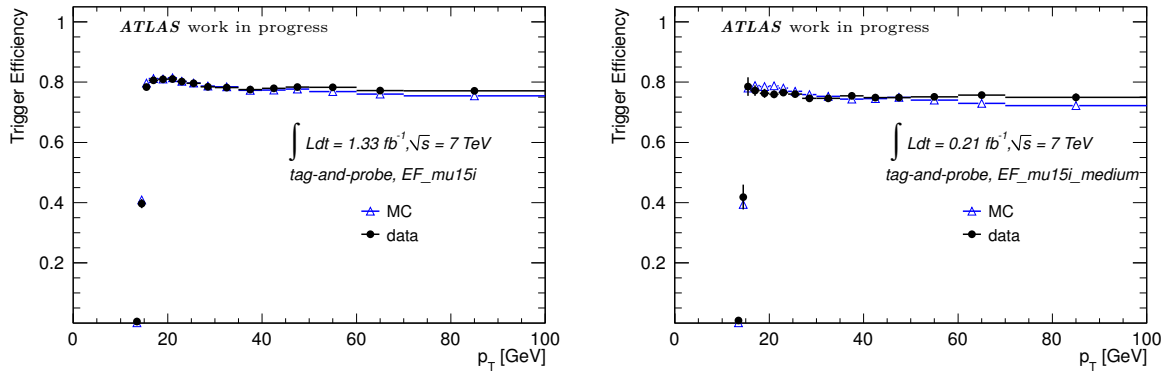 ATLAS work in progress
Trigger Efficiency
1
0.8
0.6
0.4
0.2
∫ Ldt = 1.33 fb⁻¹,√s = 7 TeV
tag-and-probe, EF_mu15i
MC
data
0 20 40 60 80 100
p_T [GeV]
ATLAS work in progress
Trigger Efficiency
1
0.8
0.6
0.4
0.2
∫ Ldt = 0.21 fb⁻¹,√s = 7 TeV
tag-and-probe, EF_mu15i_medium
MC
data
0 20 40 60 80 100
p_T [GeV]